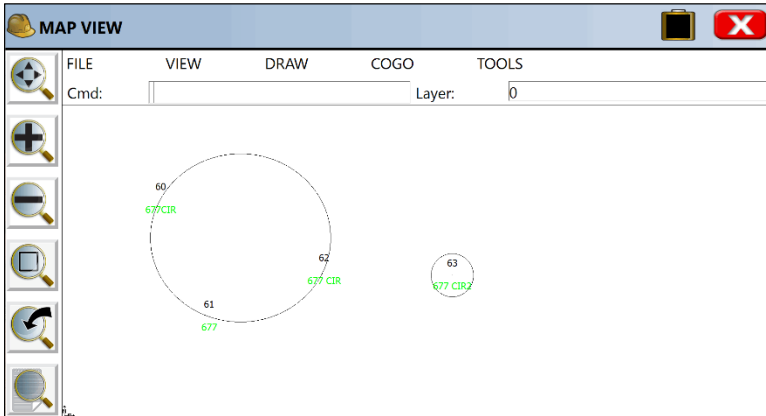 MAP VIEW
FILE VIEW DRAW COGO TOOLS
Cmd: Layer: 0
60
677CIR
62
677 CIR
61
677
63
677 CIR2